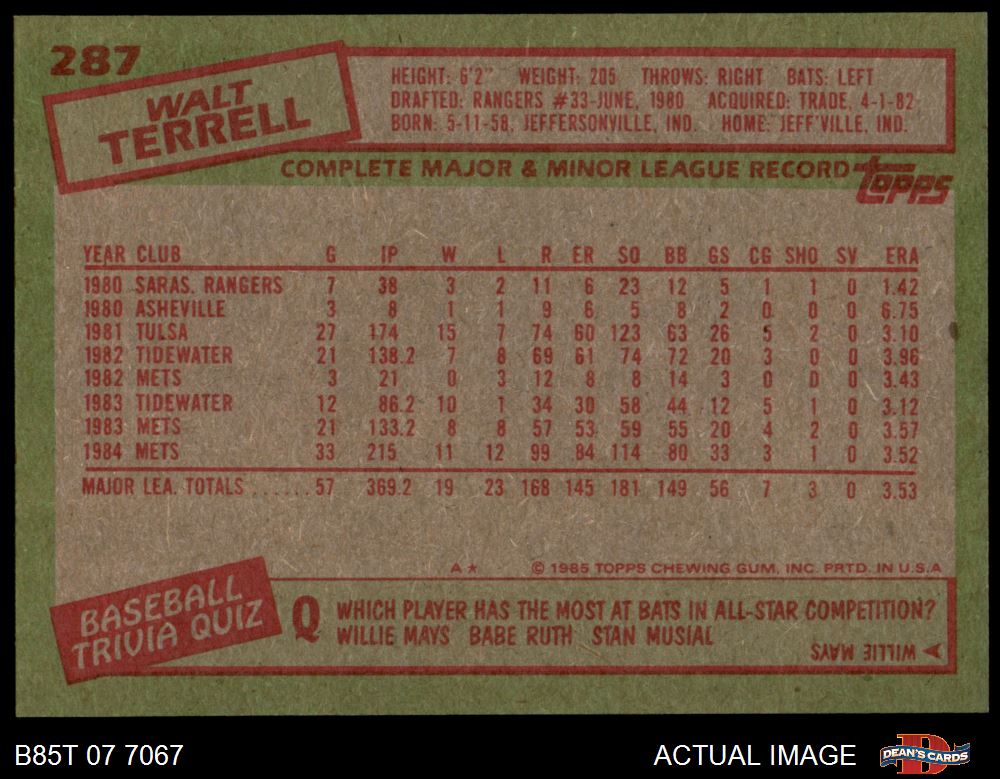 287
WALT
TERRELL
HEIGHT: 6'2" WEIGHT: 205 THROWS: RIGHT BATS: LEFT
DRAFTED: RANGERS #33-JUNE, 1980 ACQUIRED: TRADE, 4-1-82
BORN: 5-11-58, JEFFERSONVILLE, IND. HOME: JEFF'VILLE, IND.
COMPLETE MAJOR & MINOR LEAGUE RECORD topps
YEAR CLUB G IP W L R ER SO BB GS CG SHO SV ERA
1980 SARAS. RANGERS 7 38 3 2 11 6 23 12 5 1 1 0 1.42
1980 ASHEVILLE 3 8 1 1 9 6 5 8 2 0 0 0 6.75
1981 TULSA 27 174 15 7 74 60 123 63 26 5 2 0 3.10
1982 TIDEWATER 21 138.2 7 8 69 61 74 72 20 3 0 0 3.96
1982 METS 3 21 0 3 12 8 8 14 3 0 0 0 3.43
1983 TIDEWATER 12 86.2 10 1 34 30 58 44 12 5 1 0 3.12
1983 METS 21 133.2 8 8 57 53 59 55 20 4 2 0 3.57
1984 METS 33 215 11 12 99 84 114 80 33 3 1 0 3.52
MAJOR LEA. TOTALS ...... 57 369.2 19 23 168 145 181 149 56 7 3 0 3.53
A* © 1985 TOPPS CHEWING GUM, INC. PRTD. IN U.S.A
BASEBALL
TRIVIA QUIZ
Q WHICH PLAYER HAS THE MOST AT BATS IN ALL-STAR COMPETITION?
WILLIE MAYS BABE RUTH STAN MUSIAL
WILLIE MAYS
B85T 07 7067
ACTUAL IMAGE
DEAN'S CARDS